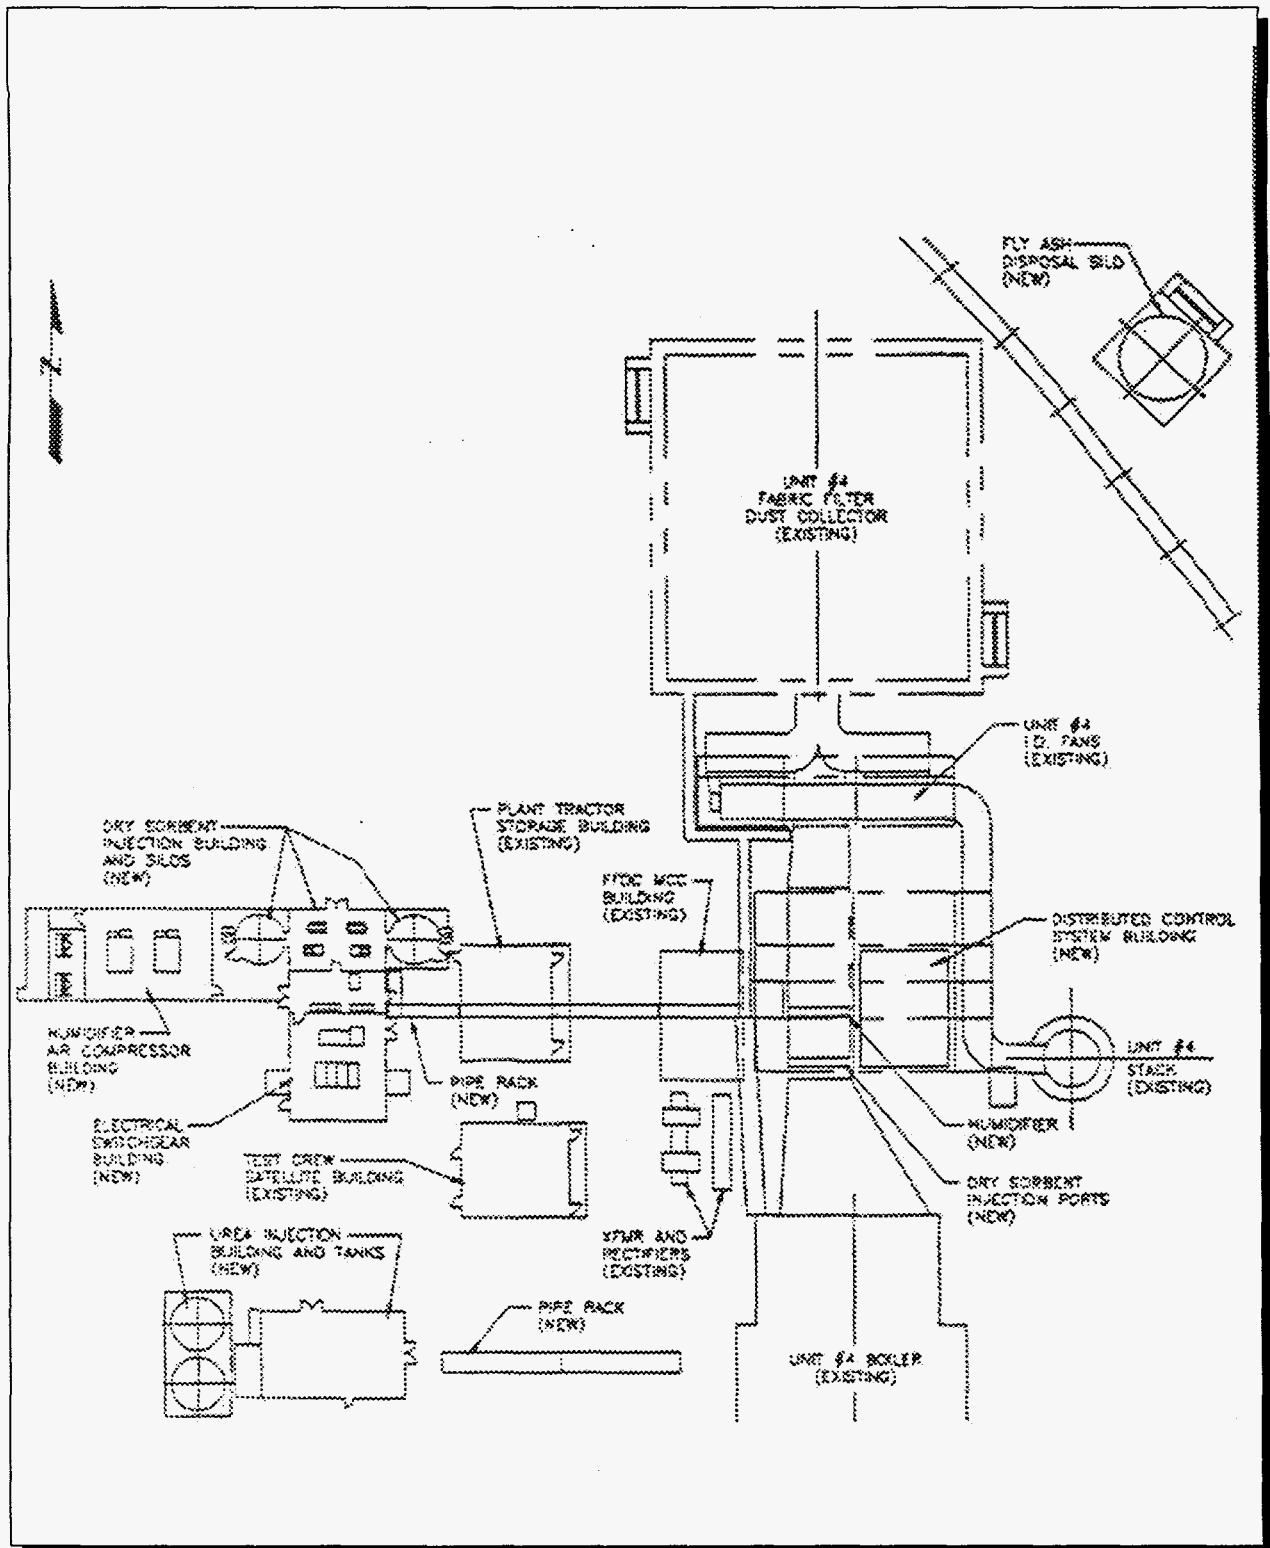 FLY ASH
DISPOSAL SILO
(NEW)
N
UNIT #4
FABRIC FILTER
DUST COLLECTOR
(EXISTING)
UNIT #4
I.D. FANS
(EXISTING)
PLANT TRACTOR
STORAGE BUILDING
(EXISTING)
DRY SORBENT
INJECTION BUILDING
AND SILOS
(NEW)
FFDC MCC
BUILDING
(EXISTING)
DISTRIBUTED CONTROL
SYSTEM BUILDING
(NEW)
HUMIDIFIER
AIR COMPRESSOR
BUILDING
(NEW)
UNIT #4
STACK
(EXISTING)
PIPE RACK
(NEW)
ELECTRICAL
SWITCHGEAR
BUILDING
(NEW)
HUMIDIFIER
(NEW)
TEST CREW
SATELLITE BUILDING
(EXISTING)
DRY SORBENT
INJECTION PORTS
(NEW)
UREA INJECTION
BUILDING AND TANKS
(NEW)
XFMR AND
RECTIFIERS
(EXISTING)
PIPE RACK
(NEW)
UNIT #4 BOILER
(EXISTING)